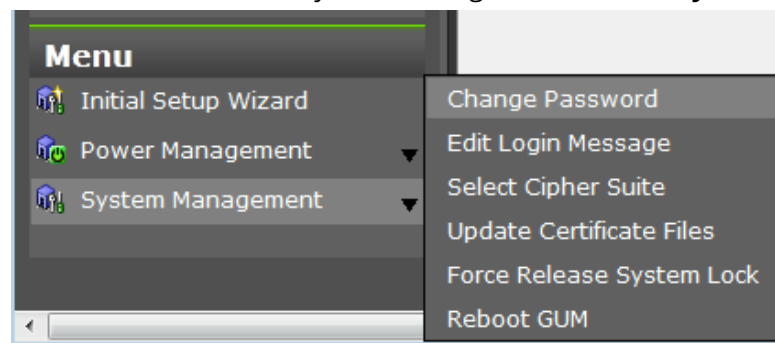 Menu
Initial Setup Wizard
Power Management
System Management
Change Password
Edit Login Message
Select Cipher Suite
Update Certificate Files
Force Release System Lock
Reboot GUM